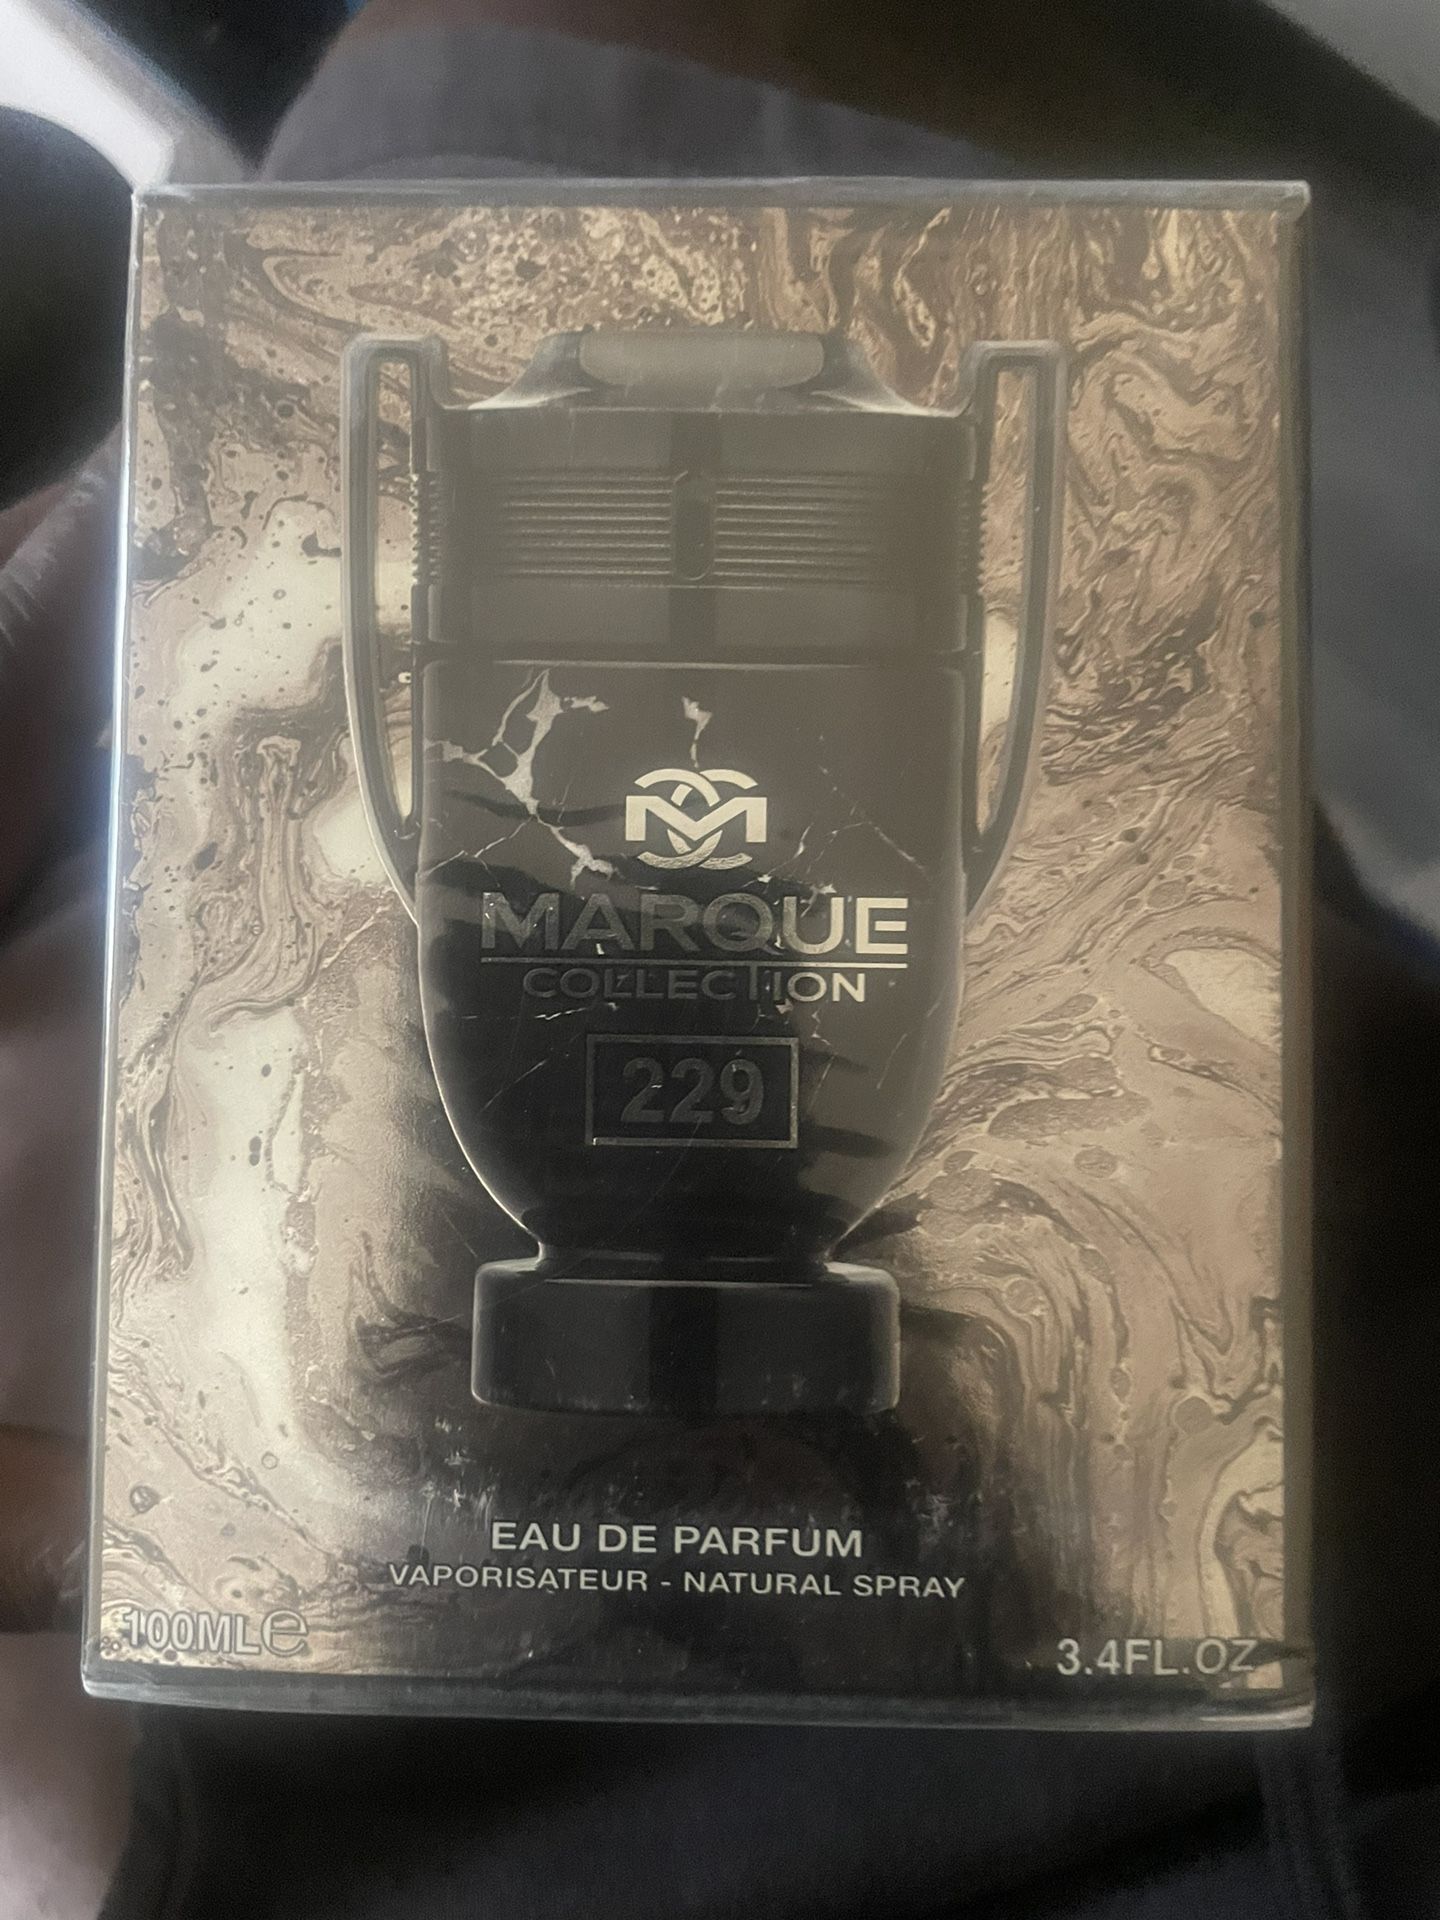 MARQUE
COLLECTION
229
EAU DE PARFUM
VAPORISATEUR - NATURAL SPRAY
100ML e
3.4FL.OZ